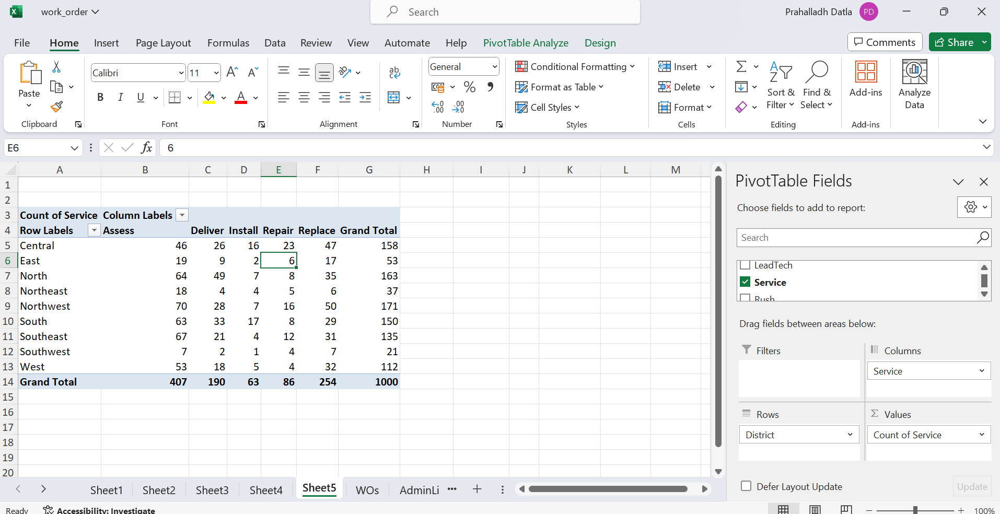 work_order
Search
Prahalladh Datla PD
File Home Insert Page Layout Formulas Data Review View Automate Help PivotTable Analyze Design Comments Share
Calibri 11 General Conditional Formatting Insert
Paste Format as Table Delete Sort & Filter Find & Select Add-ins Analyze Data
B I U A % Cell Styles Format
Clipboard Font Alignment Number Styles Cells Editing Add-ins
E6 fx 6
A B C D E F G H I J K L M
1
2
3 Count of Service Column Labels
4 Row Labels Assess Deliver Install Repair Replace Grand Total
5 Central 46 26 16 23 47 158
6 East 19 9 2 6 17 53
7 North 64 49 7 8 35 163
8 Northeast 18 4 4 5 6 37
9 Northwest 70 28 7 16 50 171
10 South 63 33 17 8 29 150
11 Southeast 67 21 4 12 31 135
12 Southwest 7 2 1 4 7 21
13 West 53 18 5 4 32 112
14 Grand Total 407 190 63 86 254 1000
15
16
17
18
19
20
PivotTable Fields
Choose fields to add to report:
Search
LeadTech
Service
Rush
Drag fields between areas below:
Filters Columns
Service
Rows Values
District Count of Service
Defer Layout Update Update
Sheet1 Sheet2 Sheet3 Sheet4 Sheet5 WOs AdminLi ...
Ready Accessibility: Investigate 100%